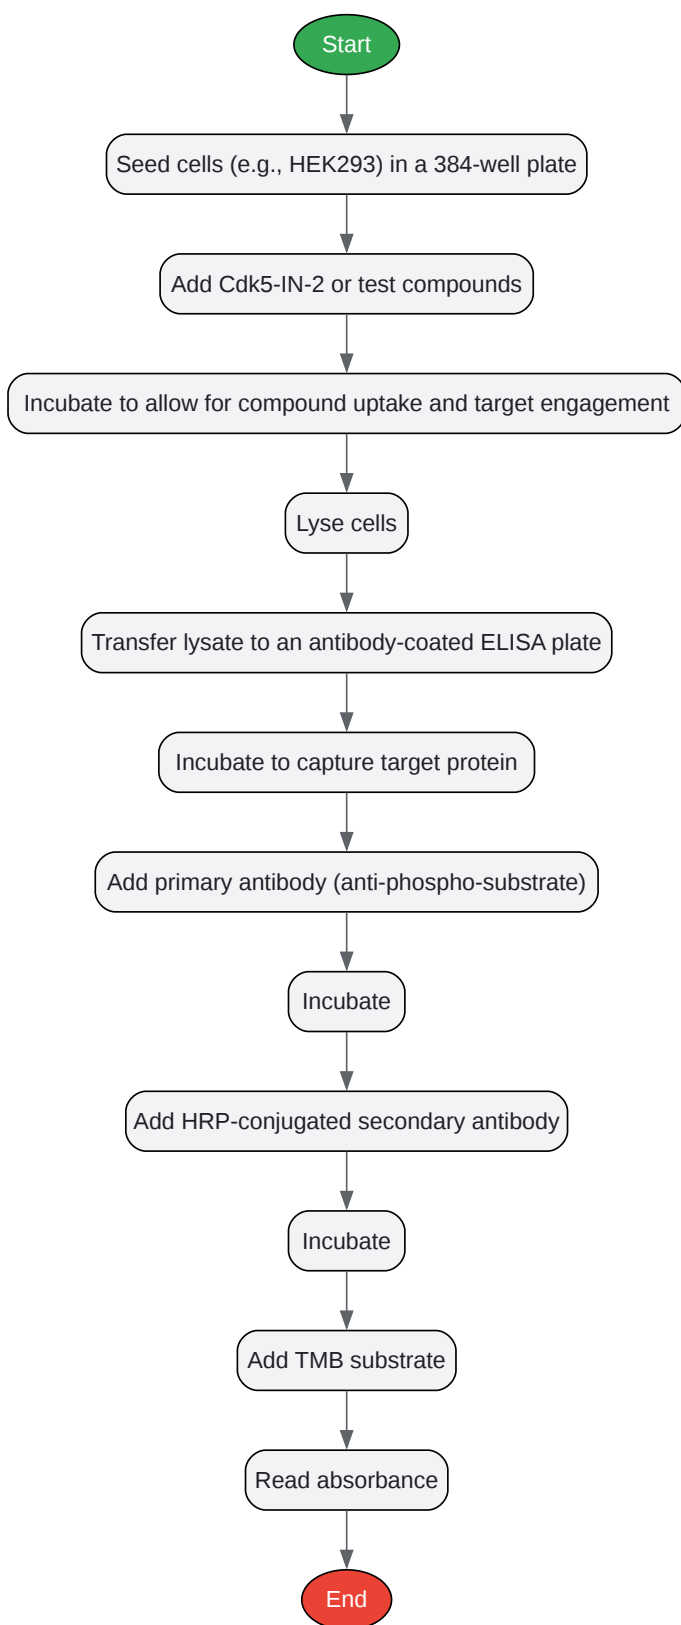 Start
Seed cells (e.g., HEK293) in a 384-well plate
Add Cdk5-IN-2 or test compounds
Incubate to allow for compound uptake and target engagement
Lyse cells
Transfer lysate to an antibody-coated ELISA plate
Incubate to capture target protein
Add primary antibody (anti-phospho-substrate)
Incubate
Add HRP-conjugated secondary antibody
Incubate
Add TMB substrate
Read absorbance
End